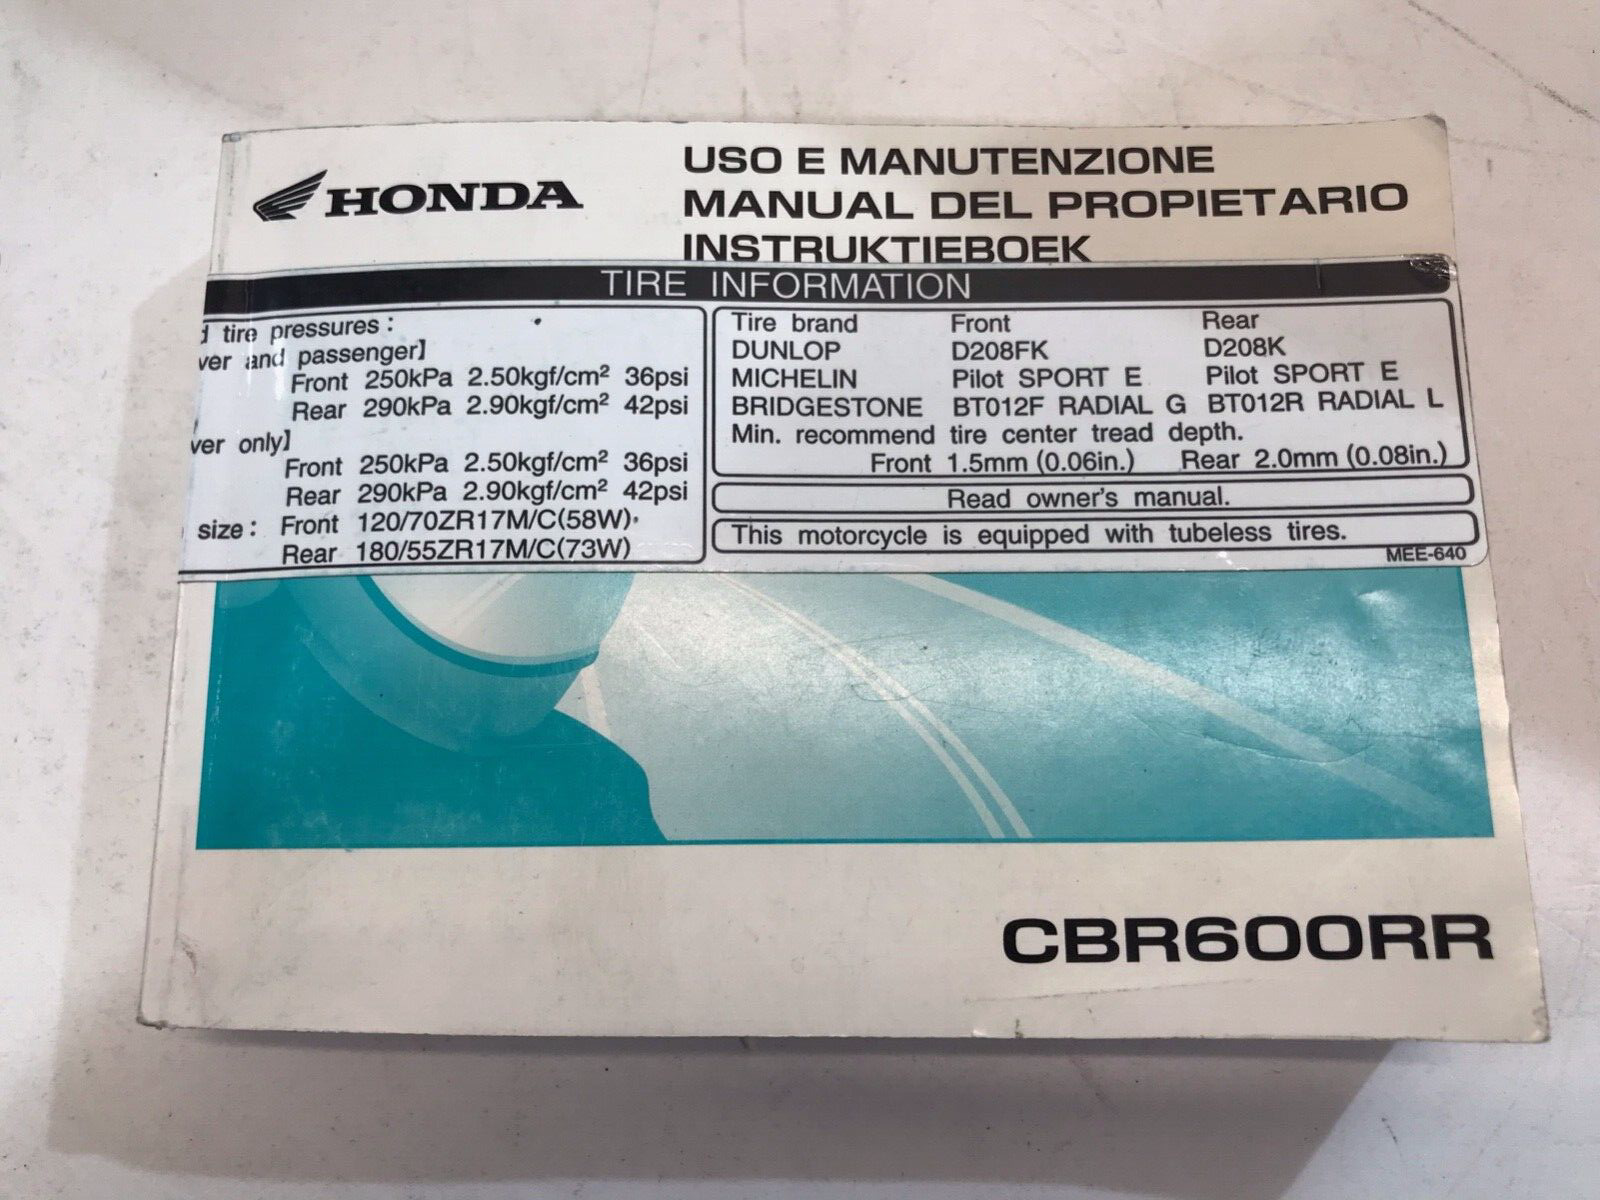 HONDA
USO E MANUTENZIONE
MANUAL DEL PROPIETARIO
INSTRUKTIEBOEK
TIRE INFORMATION
tire pressures :
and passenger]
Front 250kPa 2.50kgf/cm² 36psi
Rear 290kPa 2.90kgf/cm² 42psi
only]
Front 250kPa 2.50kgf/cm² 36psi
Rear 290kPa 2.90kgf/cm² 42psi
size : Front 120/70ZR17M/C(58W)
Rear 180/55ZR17M/C(73W)
Tire brand Front Rear
DUNLOP D208FK D208K
MICHELIN Pilot SPORT E Pilot SPORT E
BRIDGESTONE BT012F RADIAL G BT012R RADIAL L
Min. recommend tire center tread depth.
Front 1.5mm (0.06in.) Rear 2.0mm (0.08in.)
Read owner's manual.
This motorcycle is equipped with tubeless tires.
MEE-640
CBR600RR